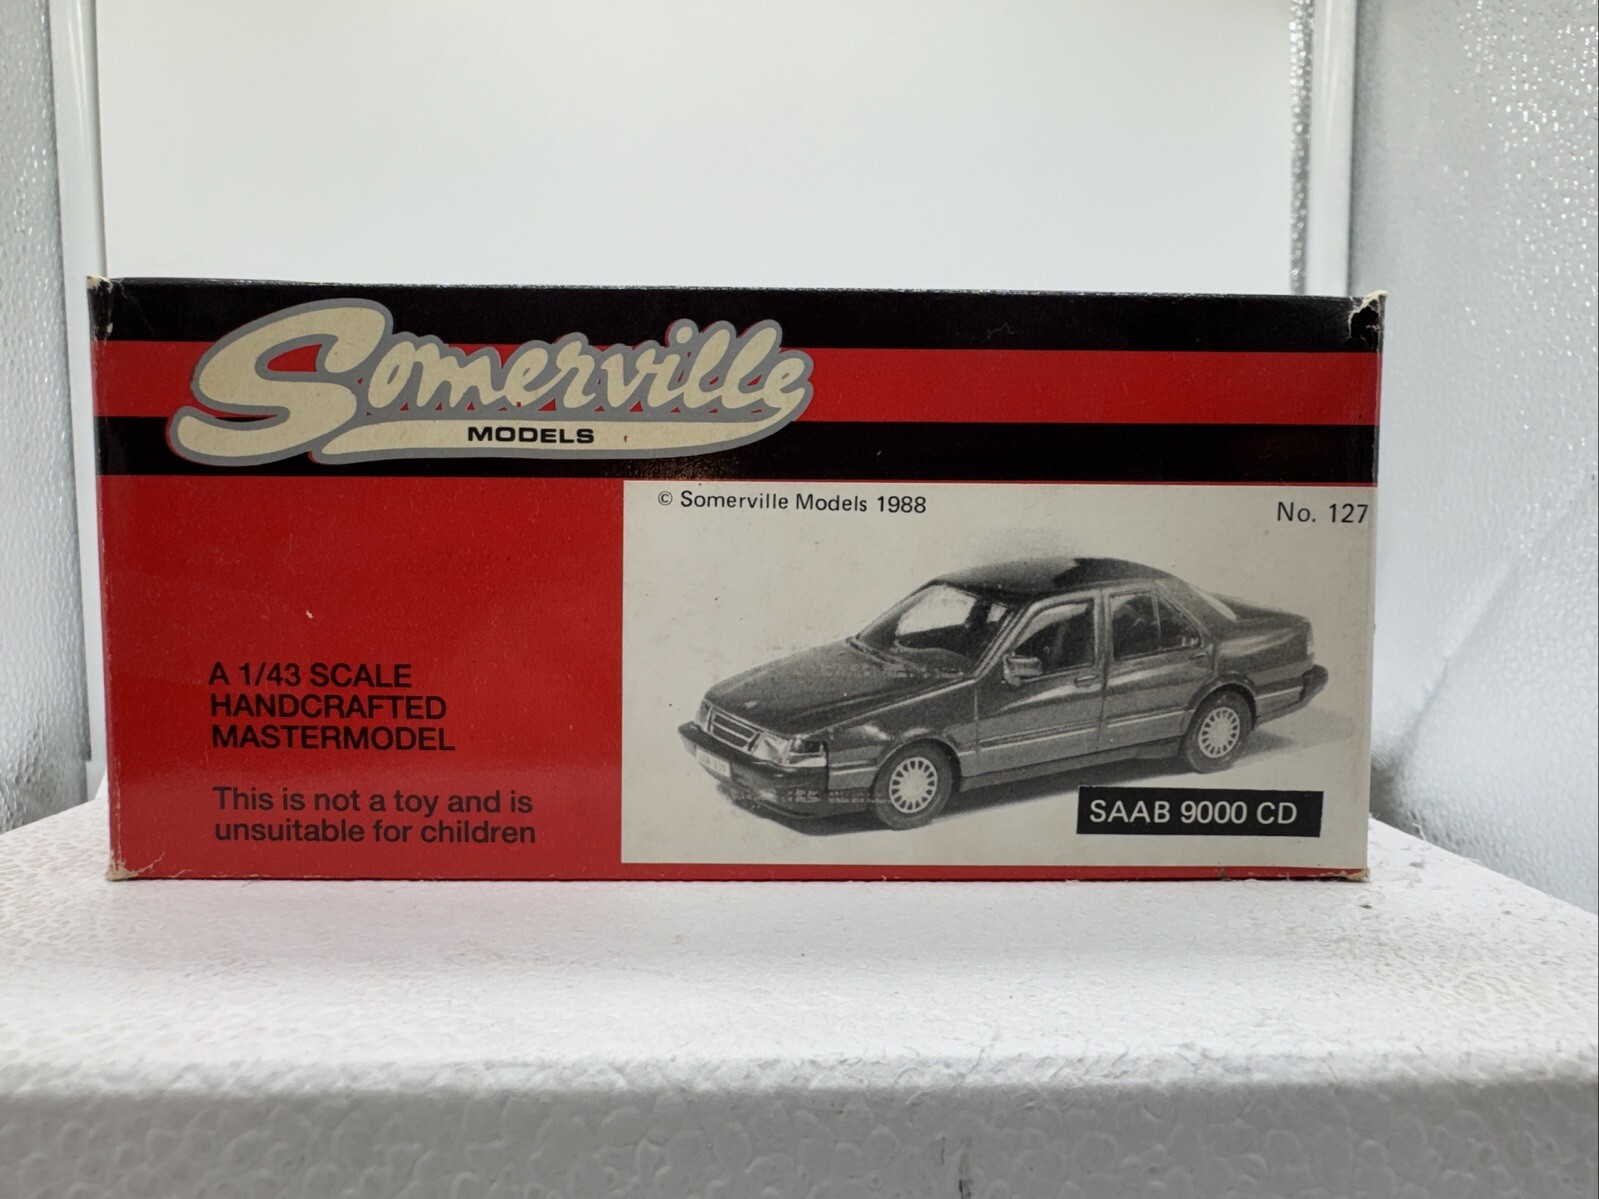 Somerville
MODELS
© Somerville Models 1988
No. 127
A 1/43 SCALE
HANDCRAFTED
MASTERMODEL
This is not a toy and is
unsuitable for children
SAAB 9000 CD